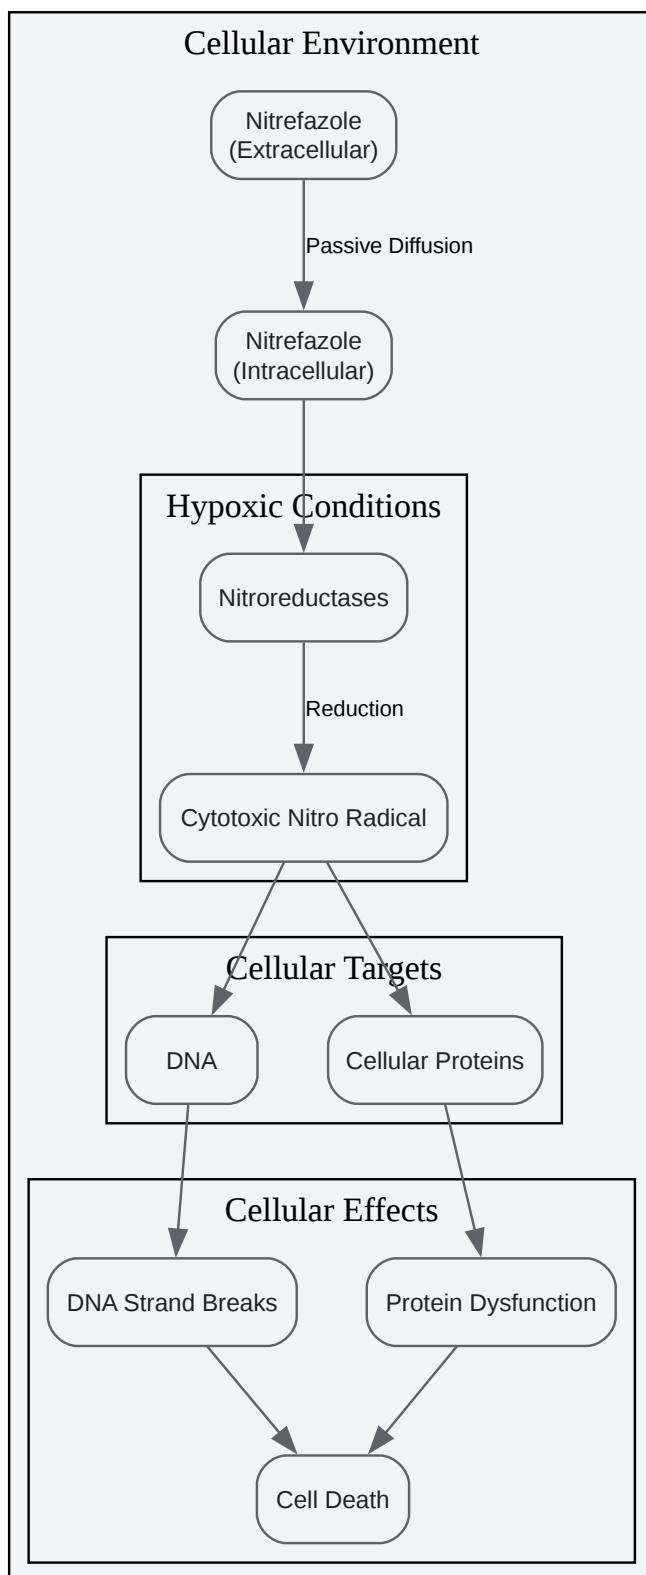 Cellular Environment
Nitrefazole
(Extracellular)
Passive Diffusion
Nitrefazole
(Intracellular)
Hypoxic Conditions
Nitroreductases
Reduction
Cytotoxic Nitro Radical
Cellular Targets
DNA
Cellular Proteins
Cellular Effects
DNA Strand Breaks
Protein Dysfunction
Cell Death